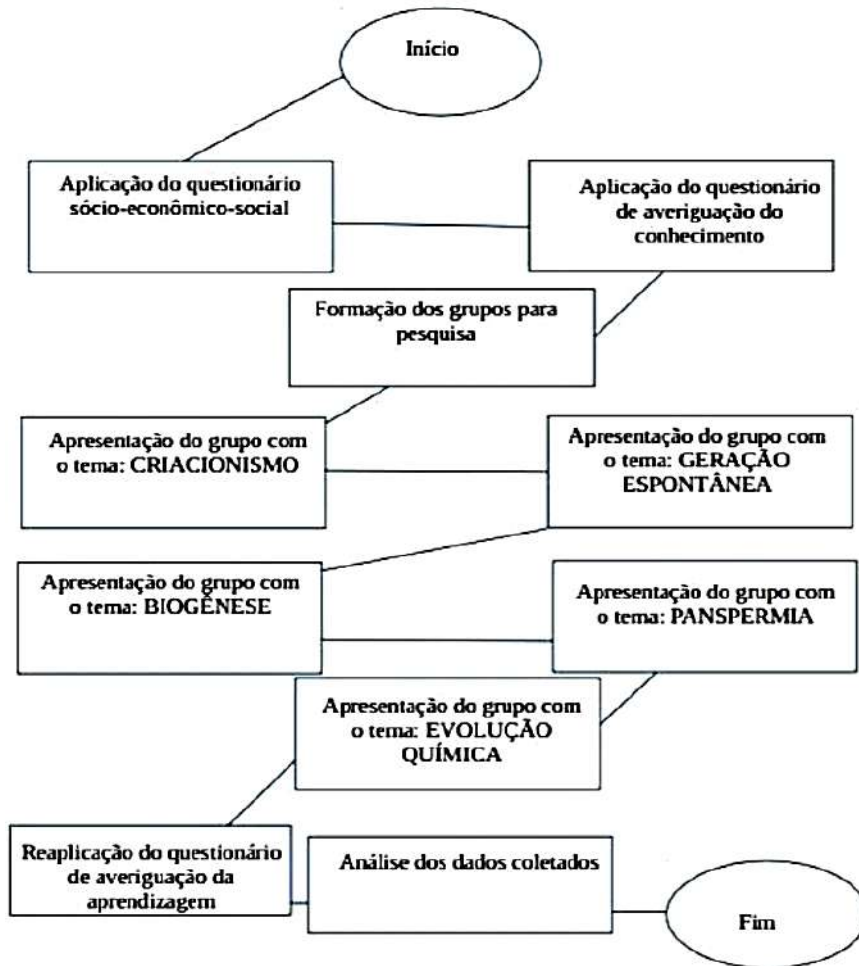 Início
Aplicação do questionário
sócio-econômico-social
Aplicação do questionário
de averiguação do
conhecimento
Formação dos grupos para
pesquisa
Apresentação do grupo com
o tema: CRIACIONISMO
Apresentação do grupo com
o tema: GERAÇÃO
ESPONTÂNEA
Apresentação do grupo com
o tema: BIOGÊNESE
Apresentação do grupo com
o tema: PANSPERMIA
Apresentação do grupo com
o tema: EVOLUÇÃO
QUÍMICA
Reaplicação do questionário
de averiguação da
aprendizagem
Análise dos dados coletados
Fim